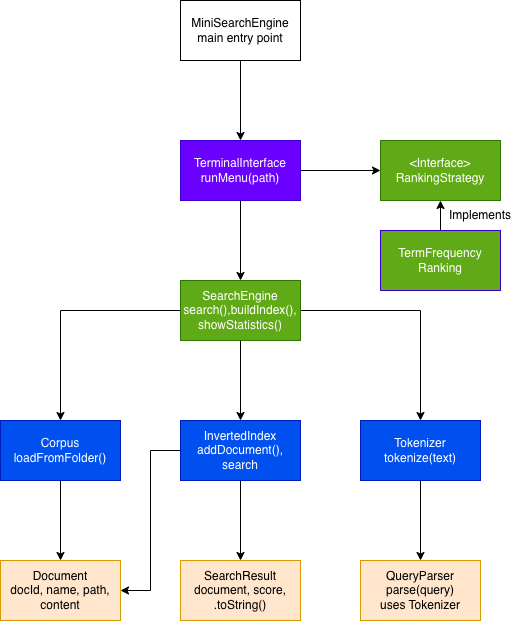 MiniSearchEngine
main entry point
TerminalInterface
runMenu(path)
<Interface>
RankingStrategy
Implements
TermFrequency
Ranking
SearchEngine
search(),buildIndex(),
showStatistics()
Corpus
loadFromFolder()
InvertedIndex
addDocument(),
search
Tokenizer
tokenize(text)
Document
docId, name, path,
content
SearchResult
document, score,
.toString()
QueryParser
parse(query)
uses Tokenizer